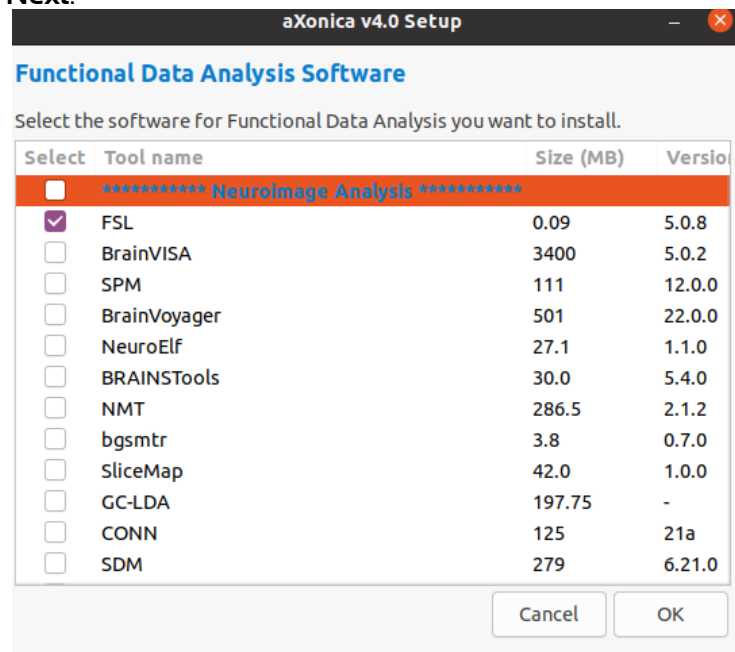 Next.
aXonica v4.0 Setup
Functional Data Analysis Software
Select the software for Functional Data Analysis you want to install.
Select Tool name Size (MB) Version
*********** Neuroimage Analysis ***********
FSL 0.09 5.0.8
BrainVISA 3400 5.0.2
SPM 111 12.0.0
BrainVoyager 501 22.0.0
NeuroElf 27.1 1.1.0
BRAINSTools 30.0 5.4.0
NMT 286.5 2.1.2
bgsmtr 3.8 0.7.0
SliceMap 42.0 1.0.0
GC-LDA 197.75 -
CONN 125 21a
SDM 279 6.21.0
Cancel OK